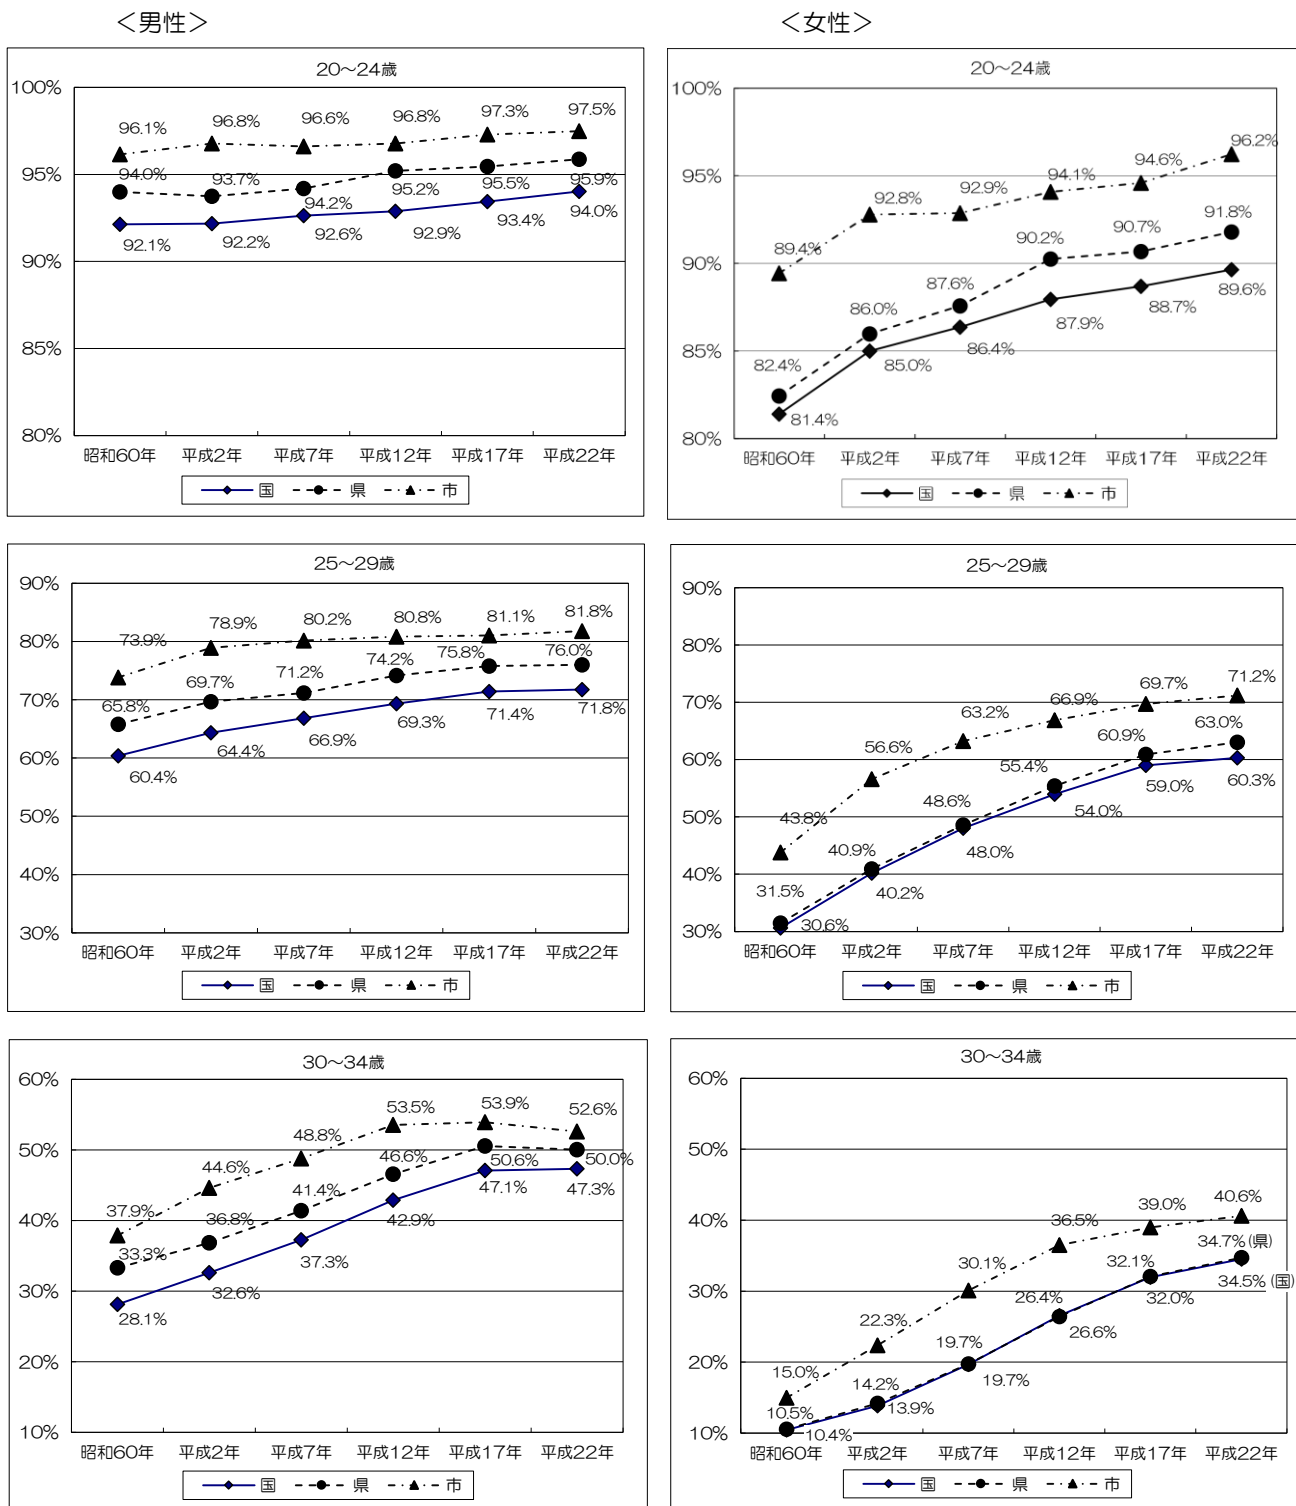 ＜男性＞
20～24歳
100%
95%
90%
85%
80%
96.1% 96.8% 96.6% 96.8% 97.3% 97.5%
94.0% 93.7% 94.2% 95.2% 95.5% 95.9%
92.1% 92.2% 92.6% 92.9% 93.4% 94.0%
昭和60年 平成2年 平成7年 平成12年 平成17年 平成22年
国 県 市
＜女性＞
20～24歳
100%
95%
90%
85%
80%
89.4% 92.8% 92.9% 94.1% 94.6% 96.2%
82.4% 86.0% 87.6% 90.2% 90.7% 91.8%
81.4% 85.0% 86.4% 87.9% 88.7% 89.6%
昭和60年 平成2年 平成7年 平成12年 平成17年 平成22年
国 県 市
25～29歳
90%
80%
70%
60%
50%
40%
30%
73.9% 78.9% 80.2% 80.8% 81.1% 81.8%
65.8% 69.7% 71.2% 74.2% 75.8% 76.0%
60.4% 64.4% 66.9% 69.3% 71.4% 71.8%
昭和60年 平成2年 平成7年 平成12年 平成17年 平成22年
国 県 市
25～29歳
90%
80%
70%
60%
50%
40%
30%
43.8% 56.6% 63.2% 66.9% 69.7% 71.2%
31.5% 40.9% 48.6% 55.4% 60.9% 63.0%
30.6% 40.2% 48.0% 54.0% 59.0% 60.3%
昭和60年 平成2年 平成7年 平成12年 平成17年 平成22年
国 県 市
30～34歳
60%
50%
40%
30%
20%
10%
37.9% 44.6% 48.8% 53.5% 53.9% 52.6%
33.3% 36.8% 41.4% 46.6% 50.6% 50.0%
28.1% 32.6% 37.3% 42.9% 47.1% 47.3%
昭和60年 平成2年 平成7年 平成12年 平成17年 平成22年
国 県 市
30～34歳
60%
50%
40%
30%
20%
10%
15.0% 22.3% 30.1% 36.5% 39.0% 40.6%
10.5% 14.2% 19.7% 26.4% 32.1% 34.7%(県)
10.4% 13.9% 19.7% 26.6% 32.0% 34.5%(国)
昭和60年 平成2年 平成7年 平成12年 平成17年 平成22年
国 県 市